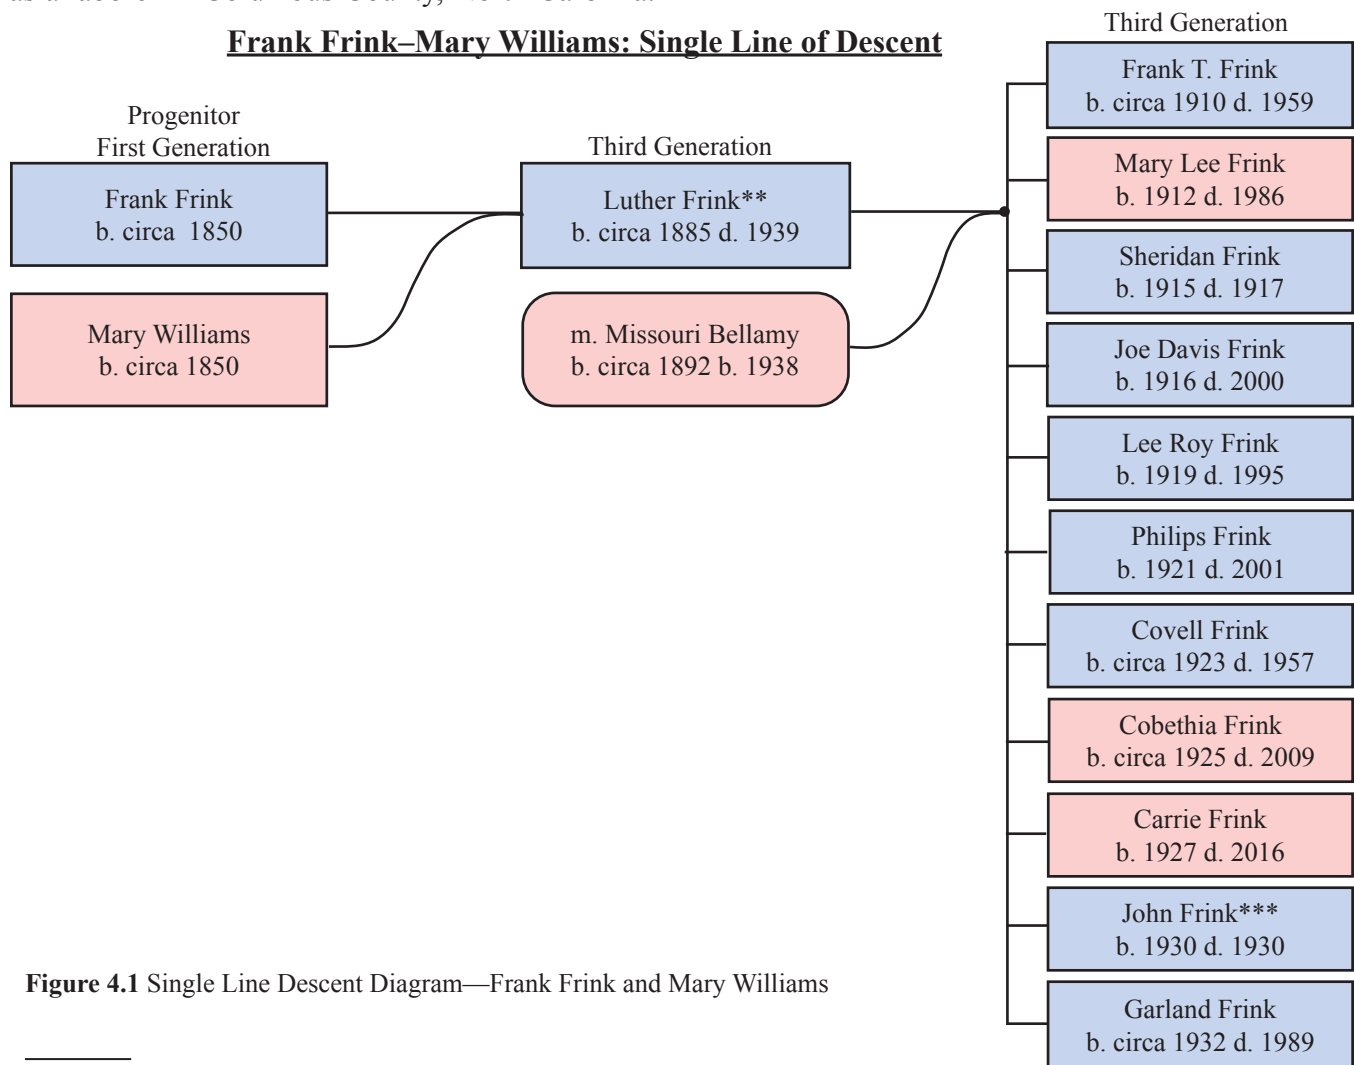 Frank Frink–Mary Williams: Single Line of Descent
Progenitor
First Generation
Frank Frink
b. circa 1850
Mary Williams
b. circa 1850
Third Generation
Luther Frink**
b. circa 1885 d. 1939
m. Missouri Bellamy
b. circa 1892 b. 1938
Third Generation
Frank T. Frink
b. circa 1910 d. 1959
Mary Lee Frink
b. 1912 d. 1986
Sheridan Frink
b. 1915 d. 1917
Joe Davis Frink
b. 1916 d. 2000
Lee Roy Frink
b. 1919 d. 1995
Philips Frink
b. 1921 d. 2001
Covell Frink
b. circa 1923 d. 1957
Cobethia Frink
b. circa 1925 d. 2009
Carrie Frink
b. 1927 d. 2016
John Frink***
b. 1930 d. 1930
Garland Frink
b. circa 1932 d. 1989
Figure 4.1 Single Line Descent Diagram—Frank Frink and Mary Williams